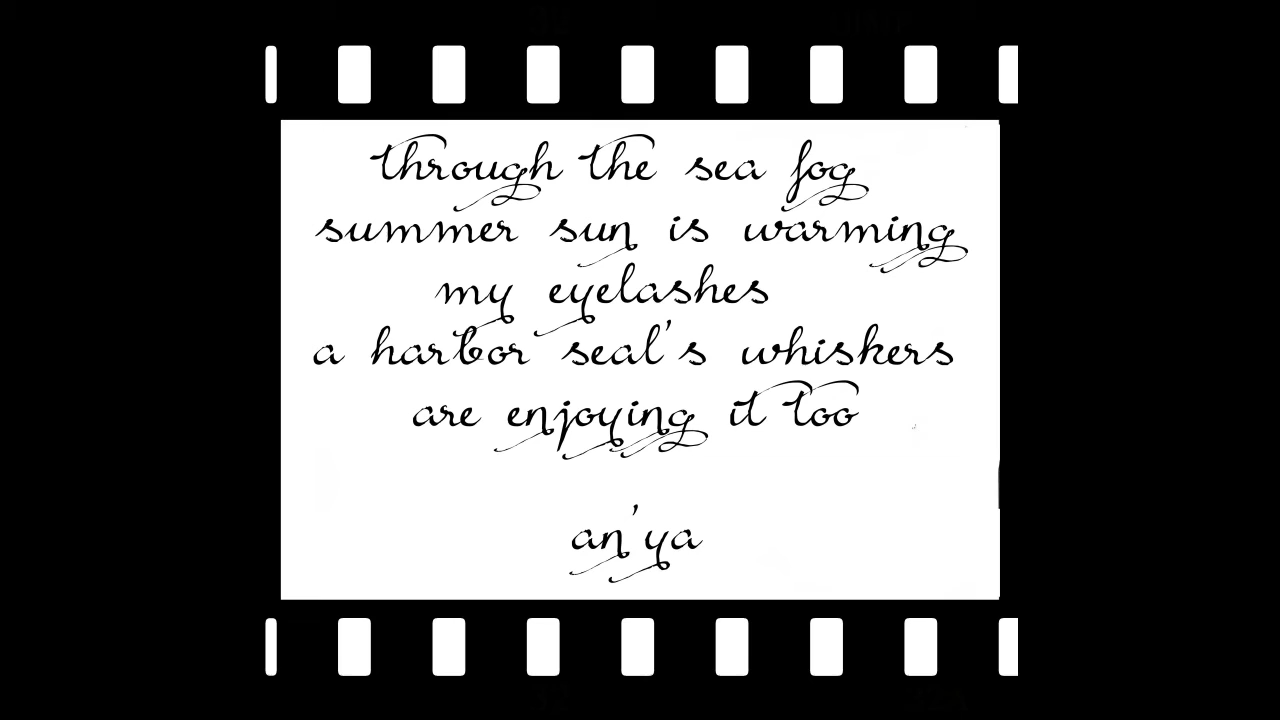 through the sea fog
summer sun is warming
my eyelashes
a harbor seal's whiskers
are enjoying it too
an'ya